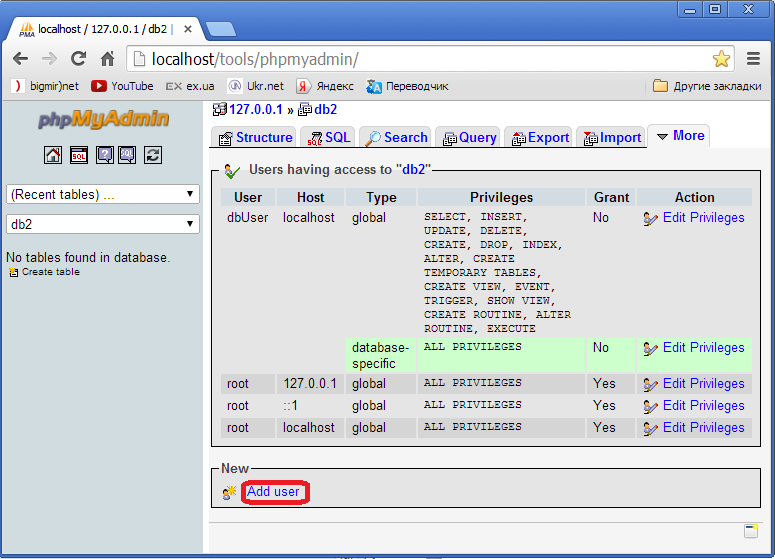 localhost / 127.0.0.1 / db2 |
localhost/tools/phpmyadmin/
bigmir)net YouTube EX ex.ua Ukr.net Яндекс Переводчик Другие закладки
phpMyAdmin
(Recent tables) ...
db2
No tables found in database.
Create table
127.0.0.1 » db2
Structure SQL Search Query Export Import More
Users having access to "db2"
User Host Type Privileges Grant Action
dbUser localhost global SELECT, INSERT, No Edit Privileges
UPDATE, DELETE,
CREATE, DROP, INDEX,
ALTER, CREATE
TEMPORARY TABLES,
CREATE VIEW, EVENT,
TRIGGER, SHOW VIEW,
CREATE ROUTINE, ALTER
ROUTINE, EXECUTE
database- ALL PRIVILEGES No Edit Privileges
specific
root 127.0.0.1 global ALL PRIVILEGES Yes Edit Privileges
root ::1 global ALL PRIVILEGES Yes Edit Privileges
root localhost global ALL PRIVILEGES Yes Edit Privileges
New
Add user